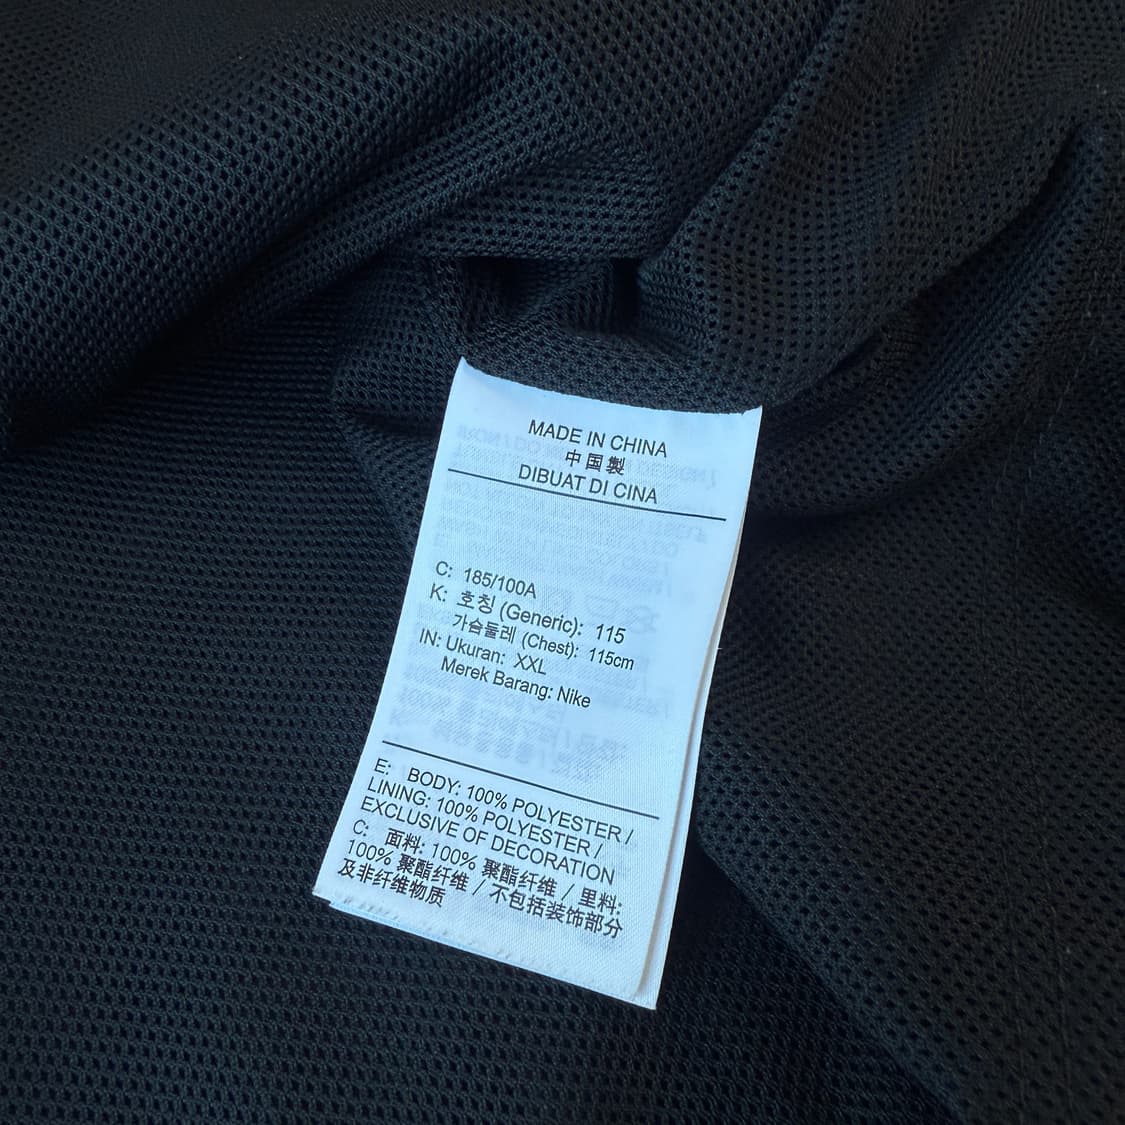 MADE IN CHINA
中国製
DIBUAT DI CINA
C: 185/100A
K: 호칭 (Generic): 115
가슴둘레 (Chest): 115cm
IN: Ukuran: XXL
Merek Barang: Nike
E: BODY: 100% POLYESTER /
LINING: 100% POLYESTER /
EXCLUSIVE OF DECORATION
C: 面料: 100% 聚酯纤维 / 里料:
100% 聚酯纤维 / 不包括装饰部分
及非纤维物质